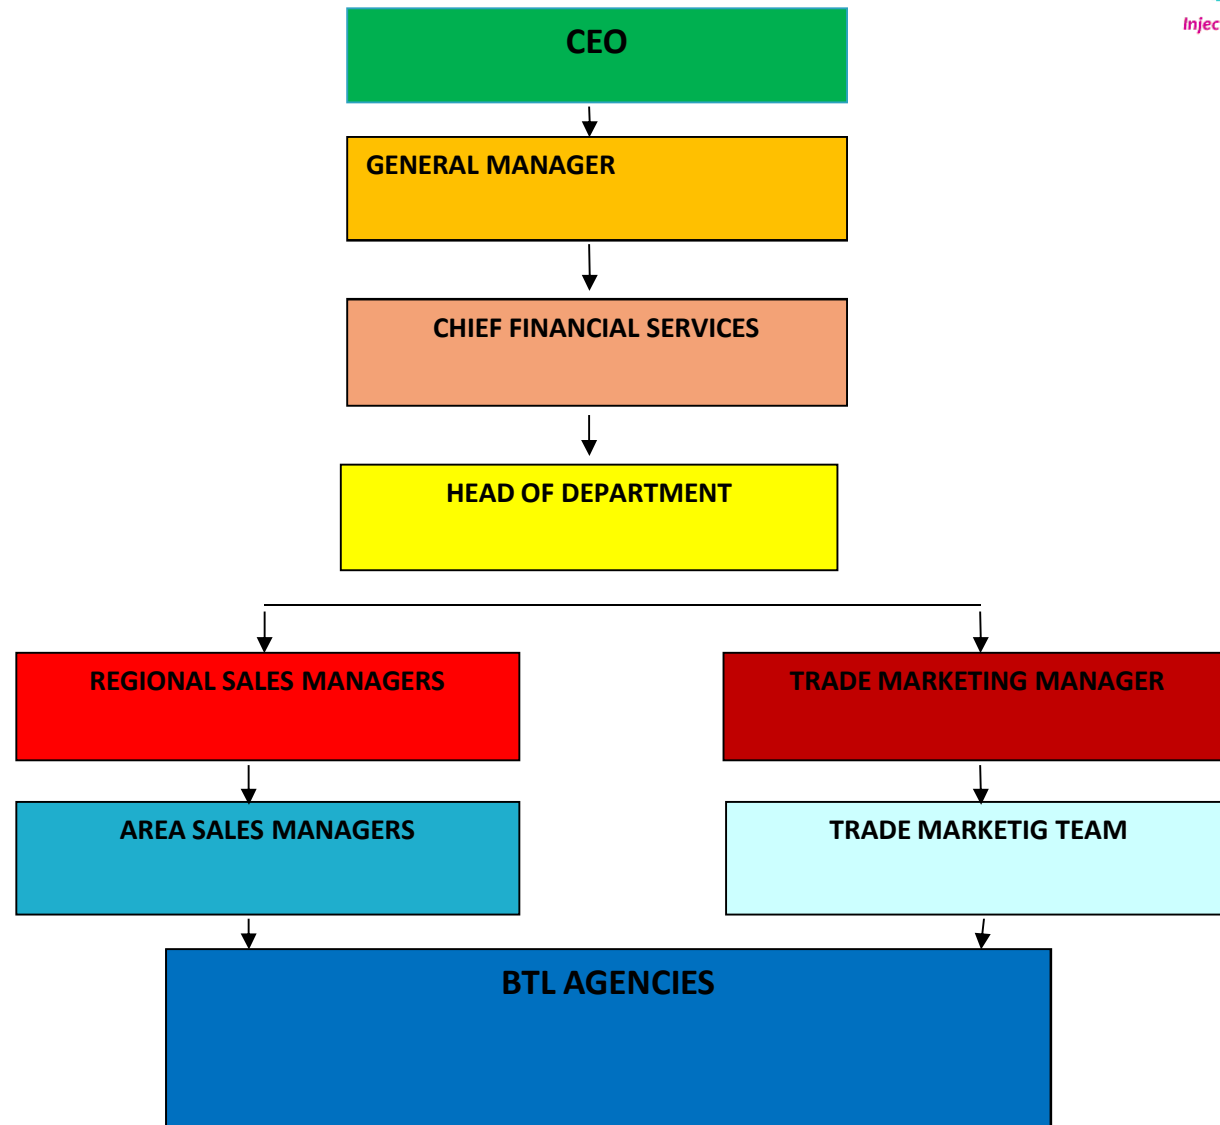 Injec
CEO
GENERAL MANAGER
CHIEF FINANCIAL SERVICES
HEAD OF DEPARTMENT
REGIONAL SALES MANAGERS
TRADE MARKETING MANAGER
AREA SALES MANAGERS
TRADE MARKETIG TEAM
BTL AGENCIES